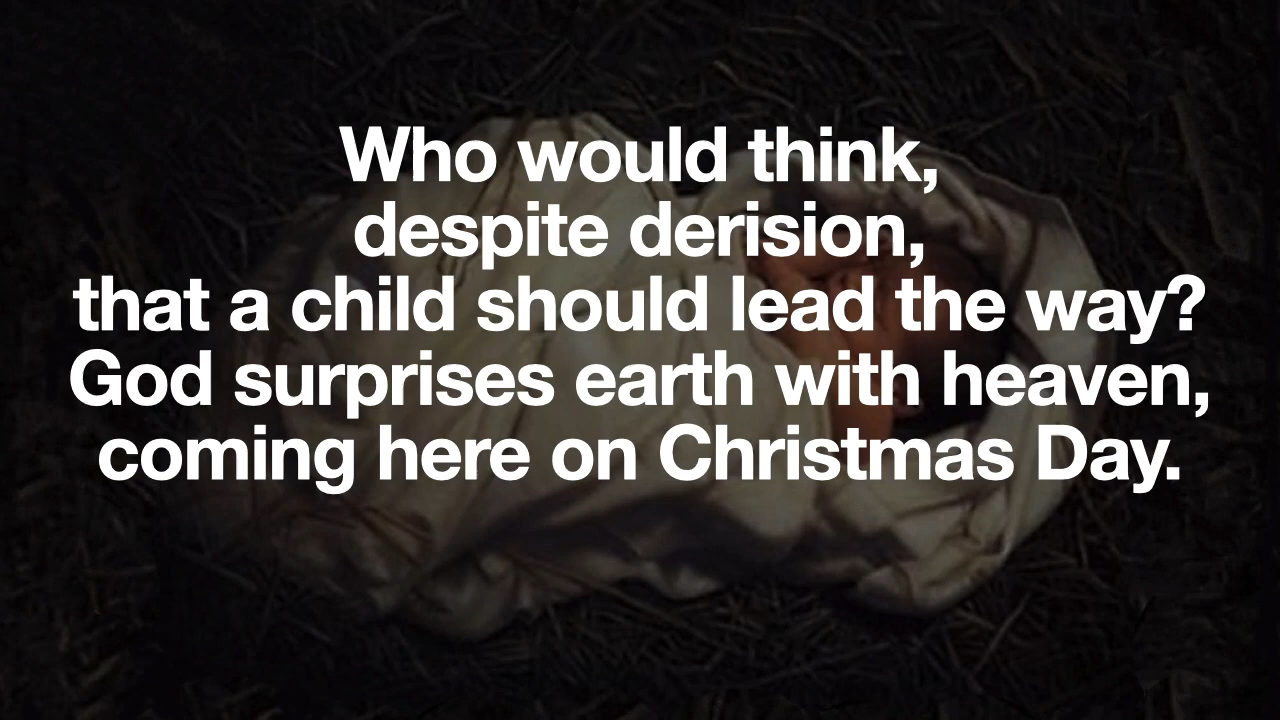 Who would think,
despite derision,
that a child should lead the way?
God surprises earth with heaven,
coming here on Christmas Day.